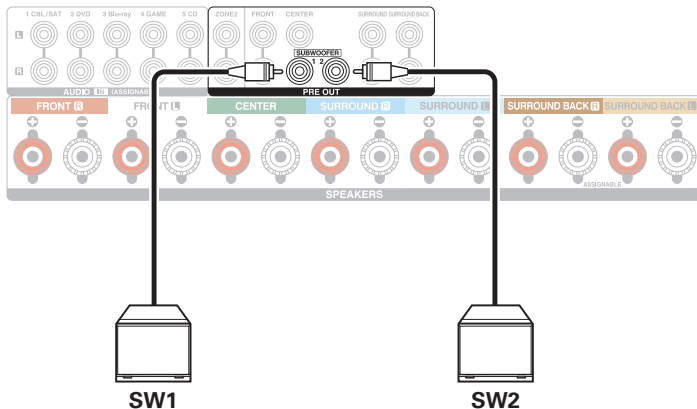 1 CBL/SAT 2 DVD 3 Blu-ray 4 GAME 5 CD ZONE2 FRONT CENTER SURROUND SURROUND BACK
L
SUBWOOFER
1 2
R
AUDIO IN (ASSIGNABLE) PRE OUT
FRONT R FRONT L CENTER SURROUND R SURROUND L SURROUND BACK R SURROUND BACK L
ASSIGNABLE
SPEAKERS
SW1 SW2